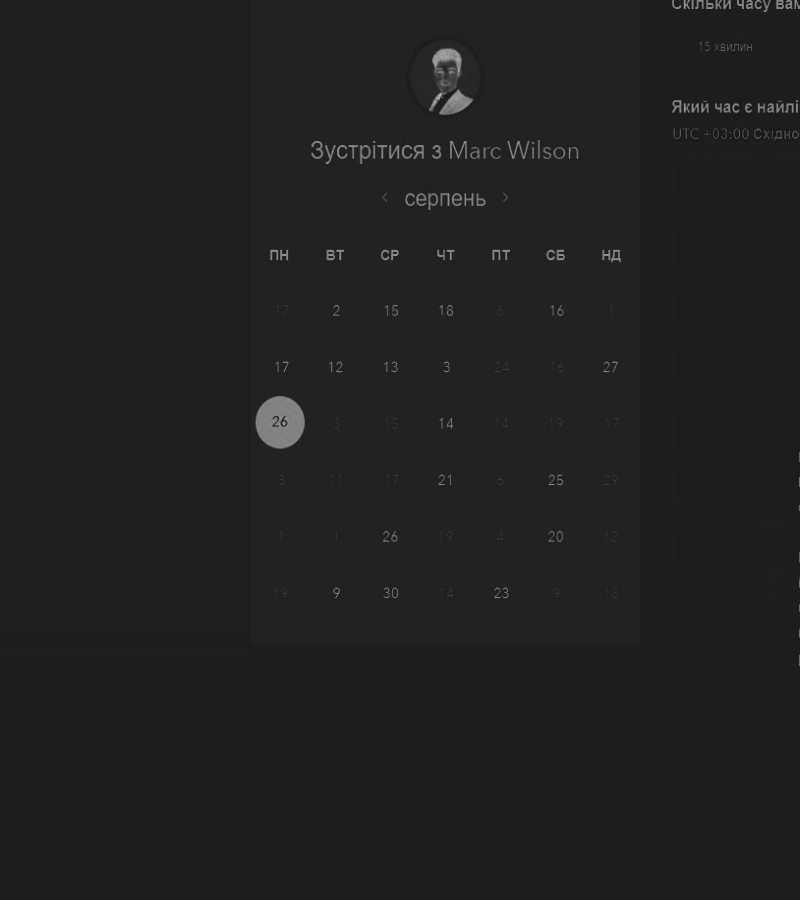 Скільки часу вам
15 хвилин
Який час є найлі
UTC +03:00 Східно
Зустрітися з Marc Wilson
серпень
ПН ВТ СР ЧТ ПТ СБ НД
17 2 15 18 6 16 1
17 12 13 3 24 16 27
26 3 15 14 14 19 17
3 11 17 21 6 25 29
1 1 26 19 4 20 12
19 9 30 14 23 9 18